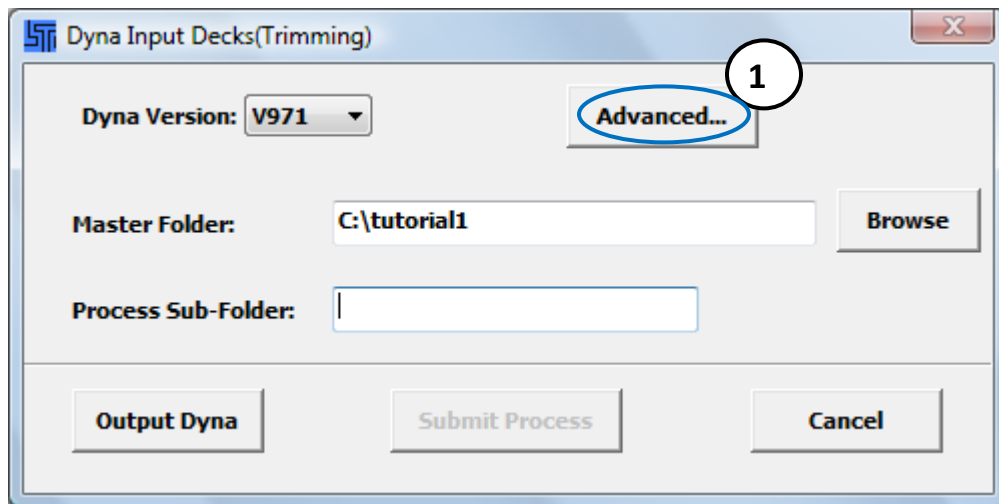 Dyna Input Decks(Trimming)
1
Dyna Version: V971 Advanced...
Master Folder: C:\tutorial1 Browse
Process Sub-Folder:
Output Dyna Submit Process Cancel